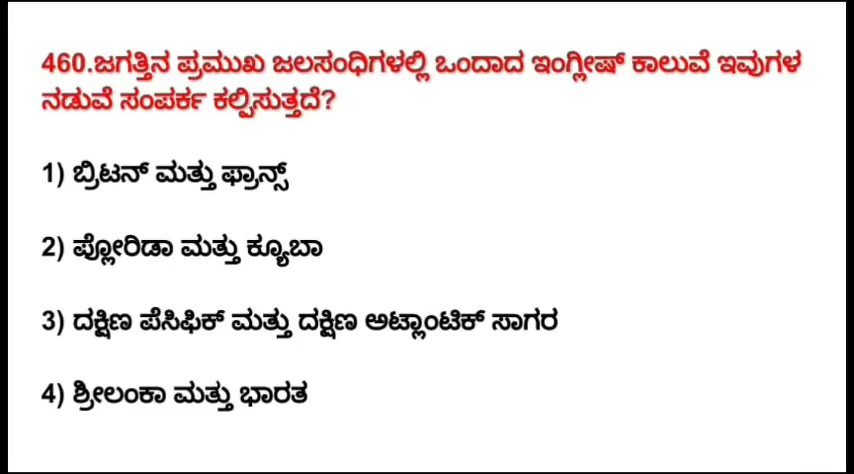 460.ಜಗತ್ತಿನ ಪ್ರಮುಖ ಜಲಸಂಧಿಗಳಲ್ಲಿ ಒಂದಾದ ಇಂಗ್ಲೀಷ್ ಕಾಲುವೆ ಇವುಗಳ
ನಡುವೆ ಸಂಪರ್ಕ ಕಲ್ಪಿಸುತ್ತದೆ?
1) ಬ್ರಿಟನ್ ಮತ್ತು ಫ್ರಾನ್ಸ್
2) ಫ್ಲೋರಿಡಾ ಮತ್ತು ಕ್ಯೂಬಾ
3) ದಕ್ಷಿಣ ಪೆಸಿಫಿಕ್ ಮತ್ತು ದಕ್ಷಿಣ ಅಟ್ಲಾಂಟಿಕ್ ಸಾಗರ
4) ಶ್ರೀಲಂಕಾ ಮತ್ತು ಭಾರತ